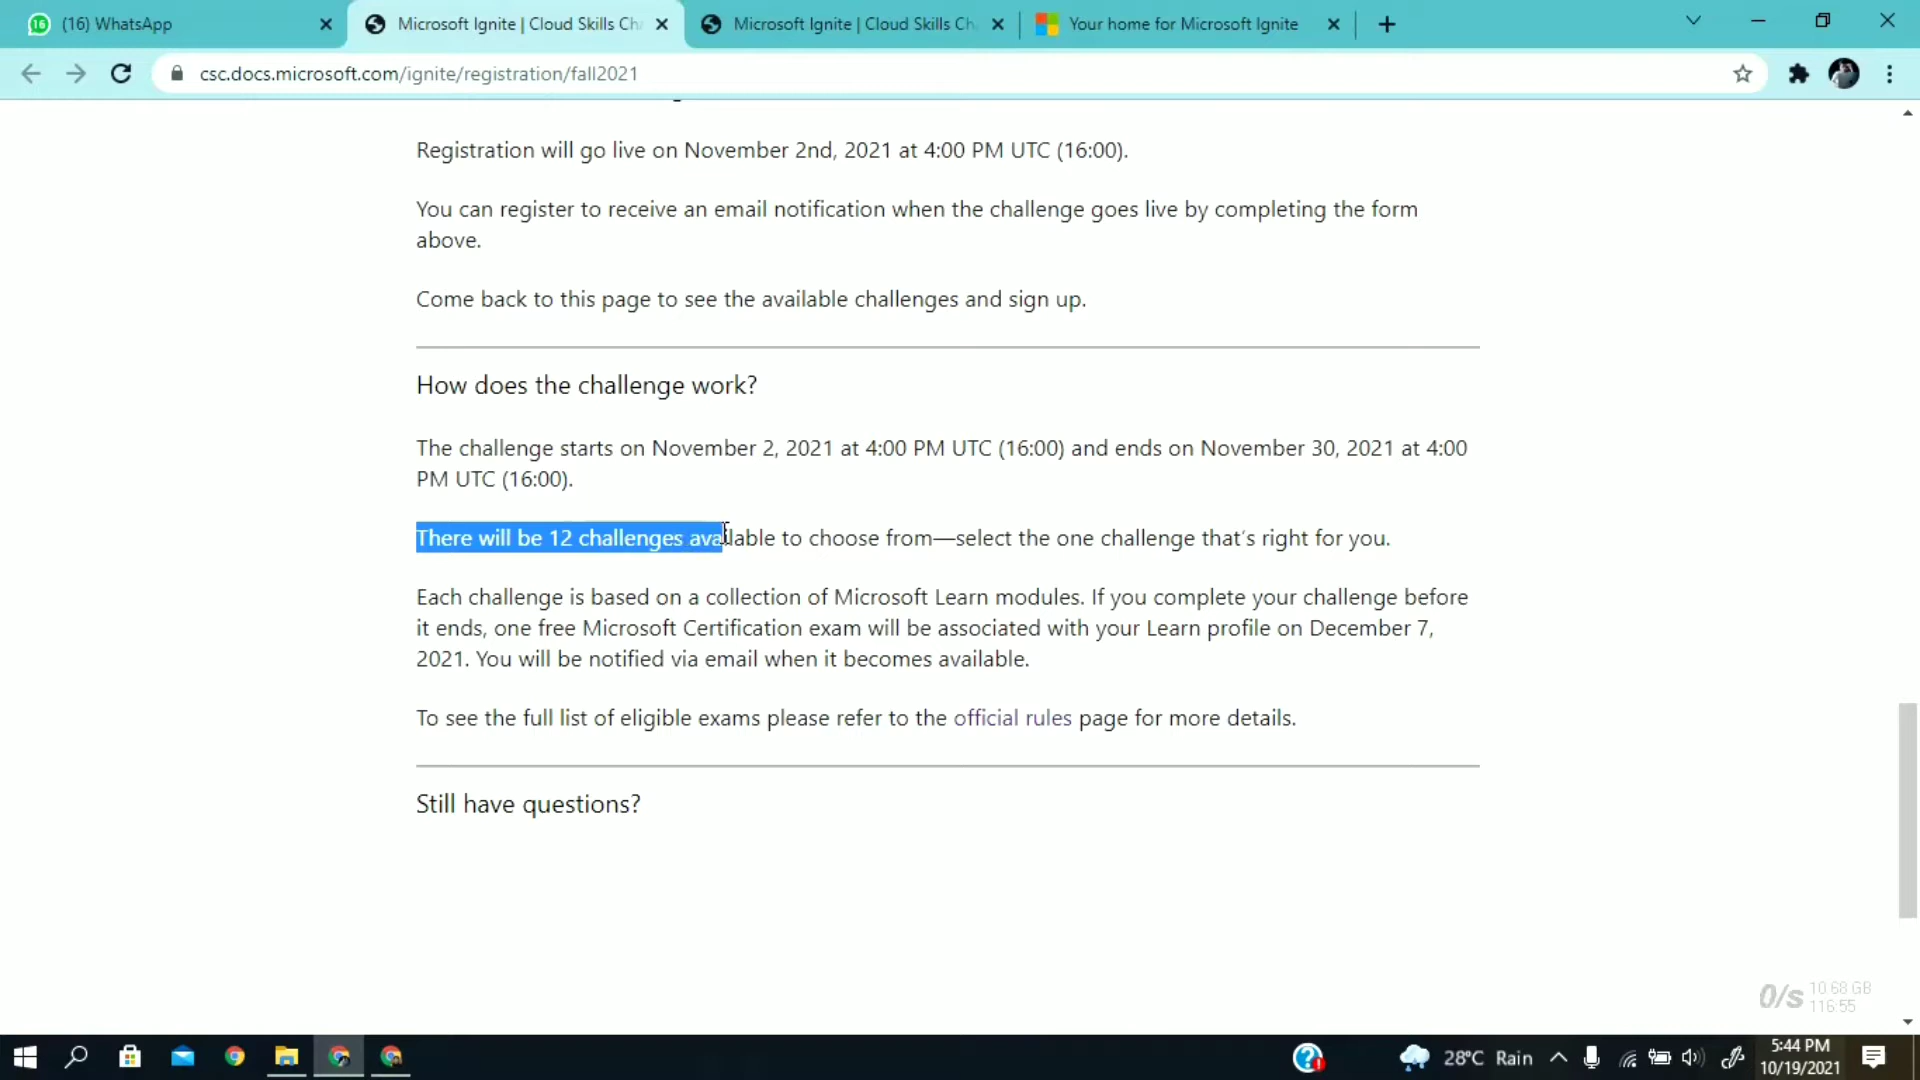 16
(16) WhatsApp
Microsoft Ignite | Cloud Skills Ch
Microsoft Ignite | Cloud Skills Ch
Your home for Microsoft Ignite
csc.docs.microsoft.com/ignite/registration/fall2021
Registration will go live on November 2nd, 2021 at 4:00 PM UTC (16:00).
You can register to receive an email notification when the challenge goes live by completing the form
above.
Come back to this page to see the available challenges and sign up.
How does the challenge work?
The challenge starts on November 2, 2021 at 4:00 PM UTC (16:00) and ends on November 30, 2021 at 4:00
PM UTC (16:00).
There will be 12 challenges available to choose from—select the one challenge that's right for you.
Each challenge is based on a collection of Microsoft Learn modules. If you complete your challenge before
it ends, one free Microsoft Certification exam will be associated with your Learn profile on December 7,
2021. You will be notified via email when it becomes available.
To see the full list of eligible exams please refer to the official rules page for more details.
Still have questions?
0/s 10 68 GB
116:55
28°C Rain
5:44 PM
10/19/2021